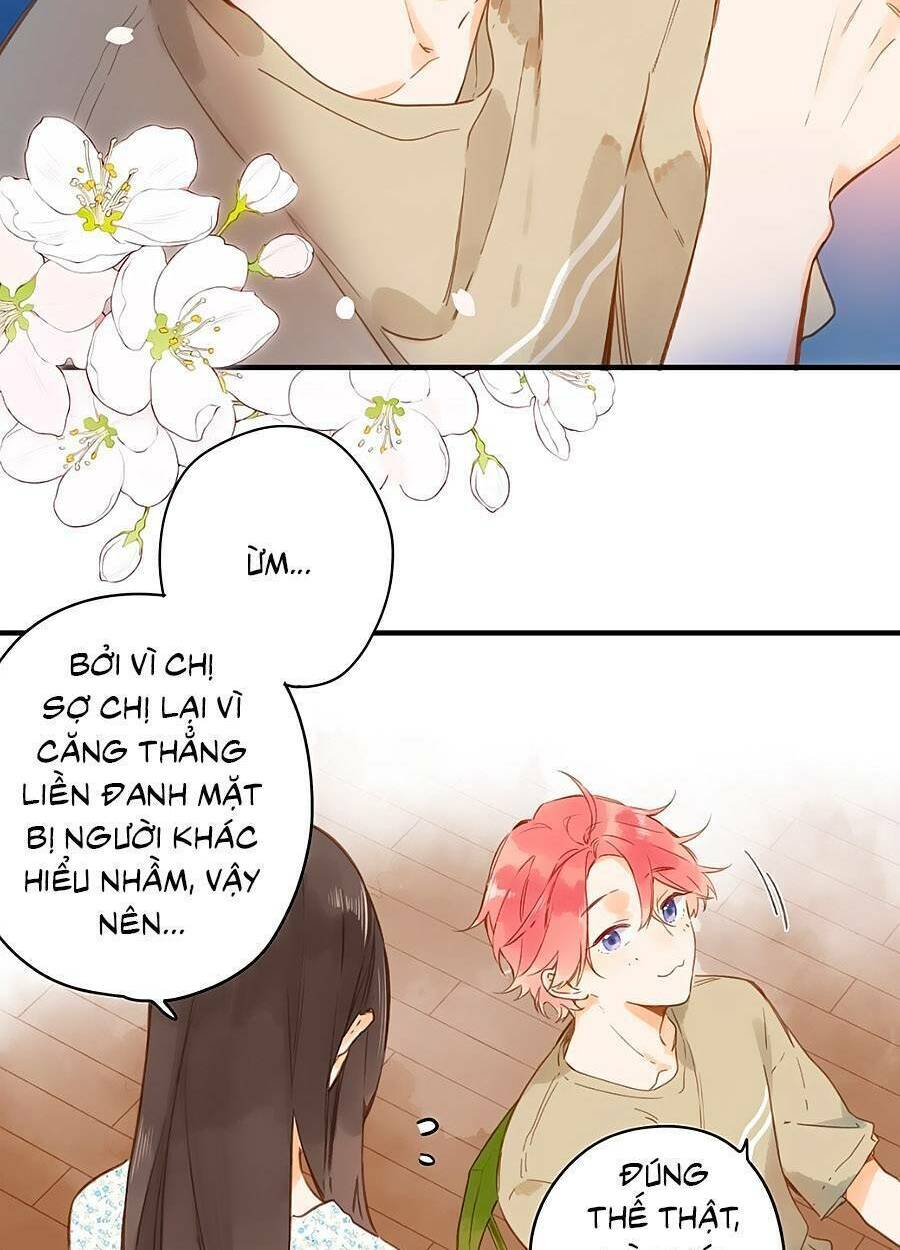 ỪM...
BỞI VÌ CHỊ
SỢ CHỊ LẠI VÌ
CĂNG THẲNG
LIỀN ĐANH MẶT
BỊ NGƯỜI KHÁC
HIỂU NHẦM, VẬY
NÊN...
ĐÚNG
THẾ THẬT,